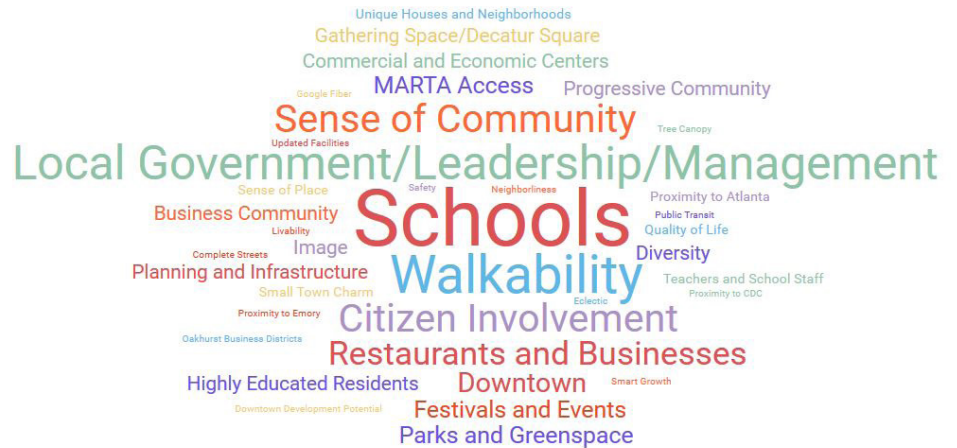 Unique Houses and Neighborhoods
Gathering Space/Decatur Square
Commercial and Economic Centers
MARTA Access
Progressive Community
Google Fiber
Sense of Community
Tree Canopy
Updated Facilities
Local Government/Leadership/Management
Sense of Place
Safety
Neighborliness
Schools
Proximity to Atlanta
Business Community
Public Transit
Livability
Quality of Life
Image
Diversity
Complete Streets
Walkability
Planning and Infrastructure
Teachers and School Staff
Small Town Charm
Proximity to CDC
Eclectic
Proximity to Emory
Citizen Involvement
Oakhurst Business Districts
Restaurants and Businesses
Highly Educated Residents
Downtown
Smart Growth
Downtown Development Potential
Festivals and Events
Parks and Greenspace